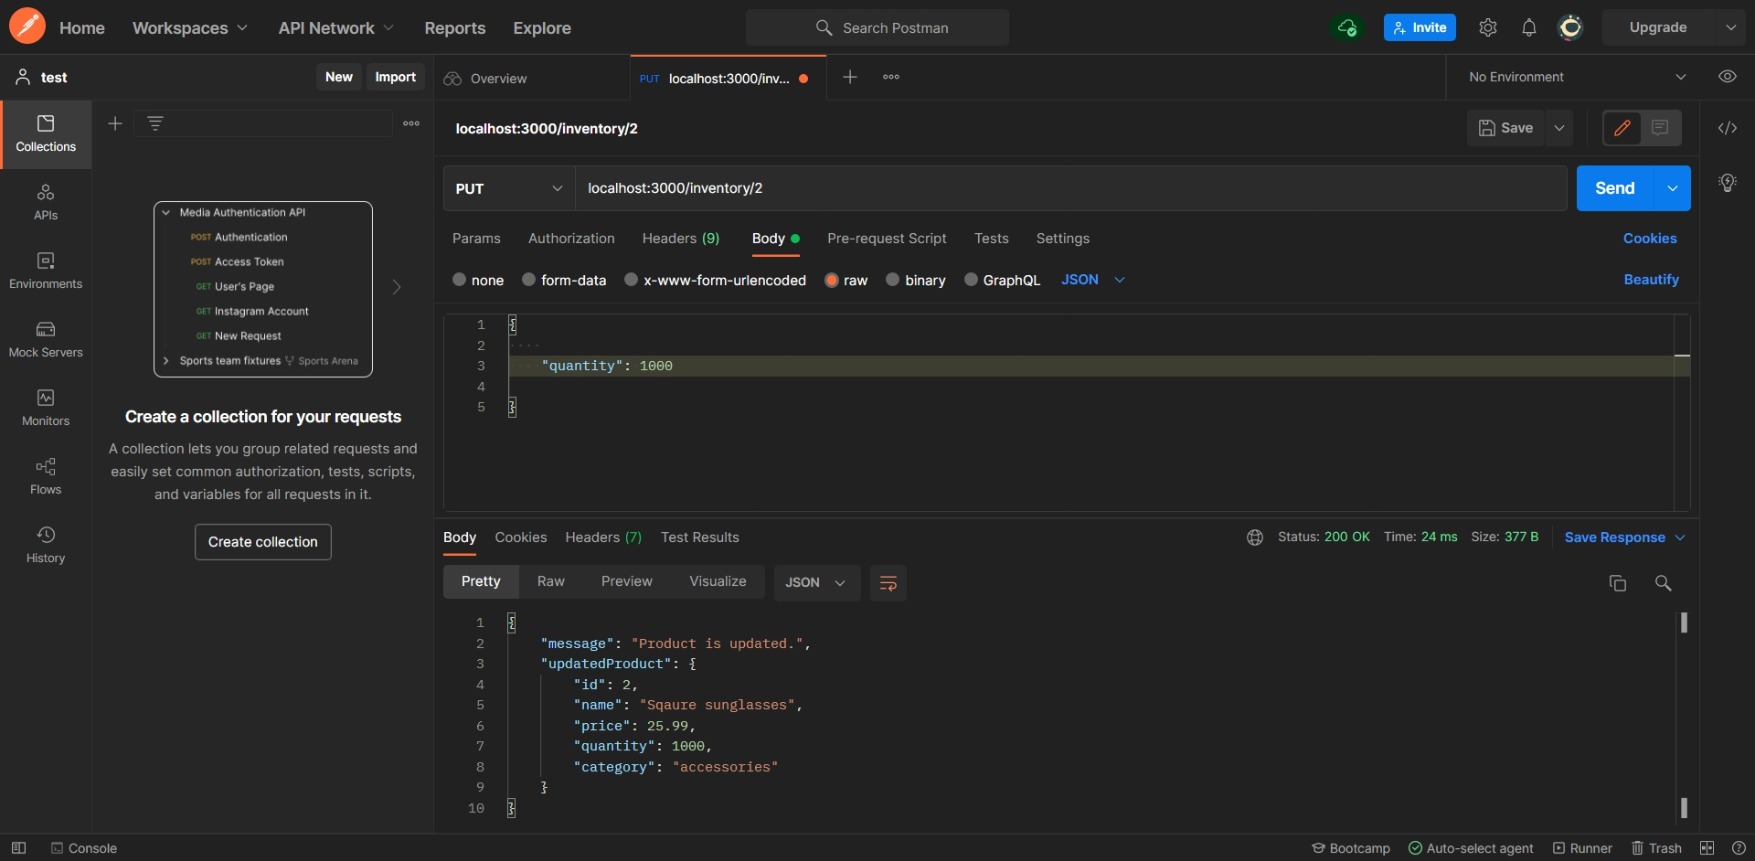 Home Workspaces API Network Reports Explore Search Postman Invite Upgrade
test New Import Overview PUT localhost:3000/inv... No Environment
Collections
APIs
Environments
Mock Servers
Monitors
Flows
History
Media Authentication API
POST Authentication
POST Access Token
GET User's Page
GET Instagram Account
GET New Request
Sports team fixtures Sports Arena
Create a collection for your requests
A collection lets you group related requests and
easily set common authorization, tests, scripts,
and variables for all requests in it.
Create collection
localhost:3000/inventory/2 Save
PUT localhost:3000/inventory/2 Send
Params Authorization Headers (9) Body Pre-request Script Tests Settings Cookies
none form-data x-www-form-urlencoded raw binary GraphQL JSON Beautify
1 {
2
3 "quantity": 1000
4
5 }
Body Cookies Headers (7) Test Results Status: 200 OK Time: 24 ms Size: 377 B Save Response
Pretty Raw Preview Visualize JSON
1 {
2 "message": "Product is updated.",
3 "updatedProduct": {
4 "id": 2,
5 "name": "Sqaure sunglasses",
6 "price": 25.99,
7 "quantity": 1000,
8 "category": "accessories"
9 }
10 }
Console Bootcamp Auto-select agent Runner Trash